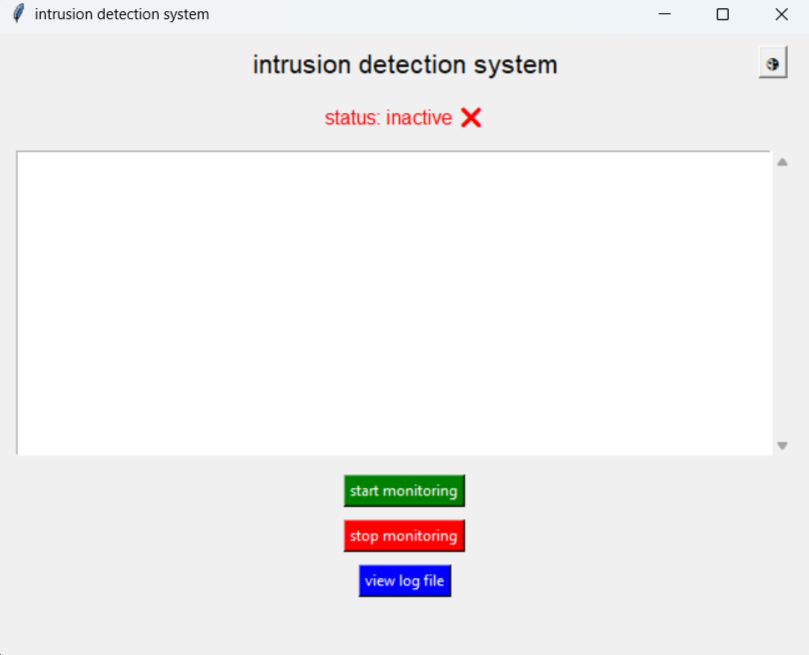 intrusion detection system
intrusion detection system
status: inactive ❌
start monitoring
stop monitoring
view log file